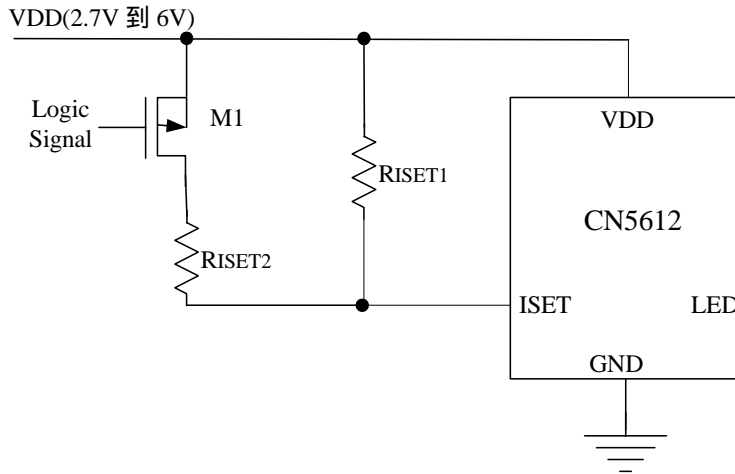 VDD(2.7V 到 6V)
Logic
Signal
M1
RISET1
RISET2
VDD
CN5612
ISET
LED
GND